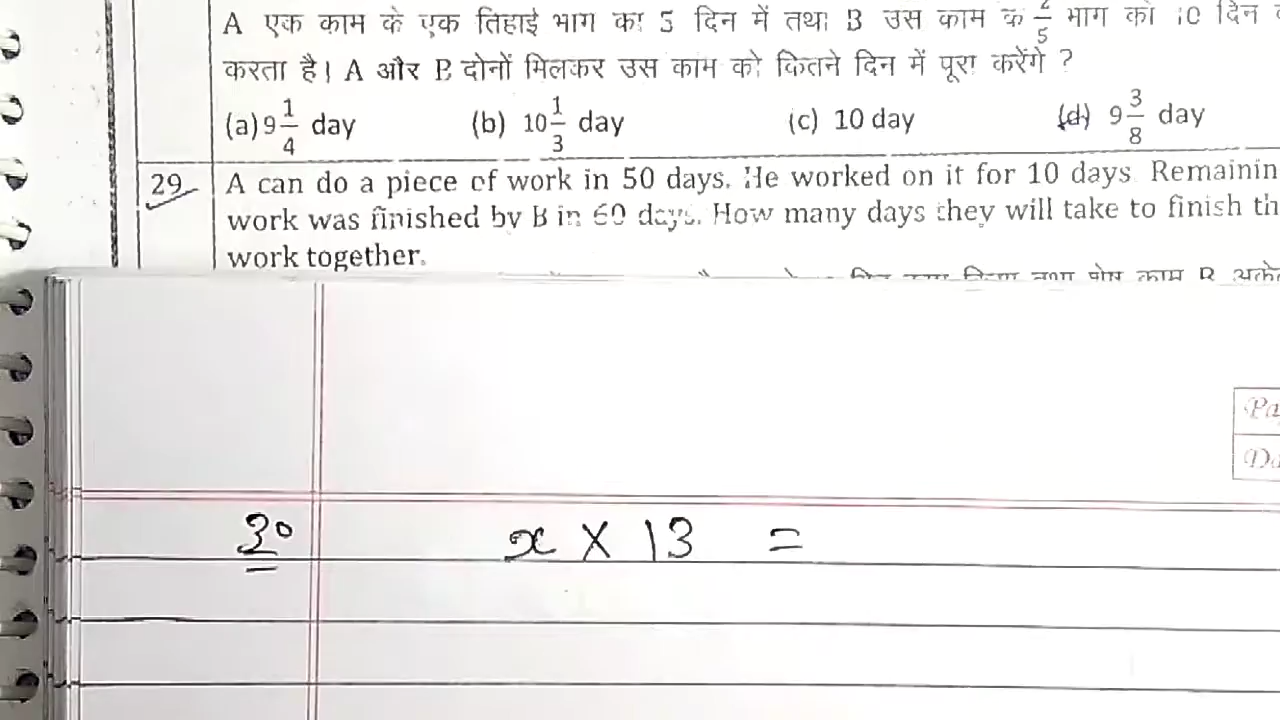 A एक काम के एक तिहाई भाग का 5 दिन में तथा B उस काम के 2/5 भाग को 10 दिन
करता है। A और B दोनों मिलकर उस काम को कितने दिन में पूरा करेंगे ?
(a) 9 1/4 day (b) 10 1/3 day (c) 10 day (d) 9 3/8 day
29 A can do a piece of work in 50 days. He worked on it for 10 days. Remainin
work was finished by B in 60 days. How many days they will take to finish th
work together.
Pa
Da
30 x × 13 =